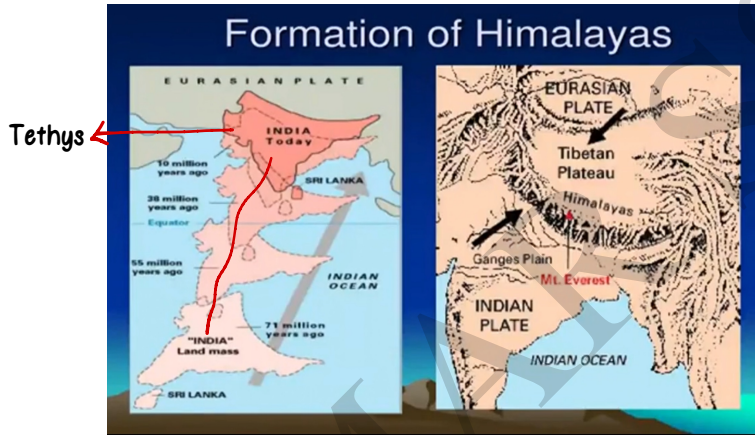 Formation of Himalayas
Tethys
EURASIAN PLATE
INDIA
Today
10 million
years ago
SRI LANKA
38 million
years ago
Equator
55 million
years ago
INDIAN
OCEAN
71 million
years ago
"INDIA"
Land mass
SRI LANKA
EURASIAN
PLATE
Tibetan
Plateau
Himalayas
Ganges Plain
Mt. Everest
INDIAN
PLATE
INDIAN OCEAN